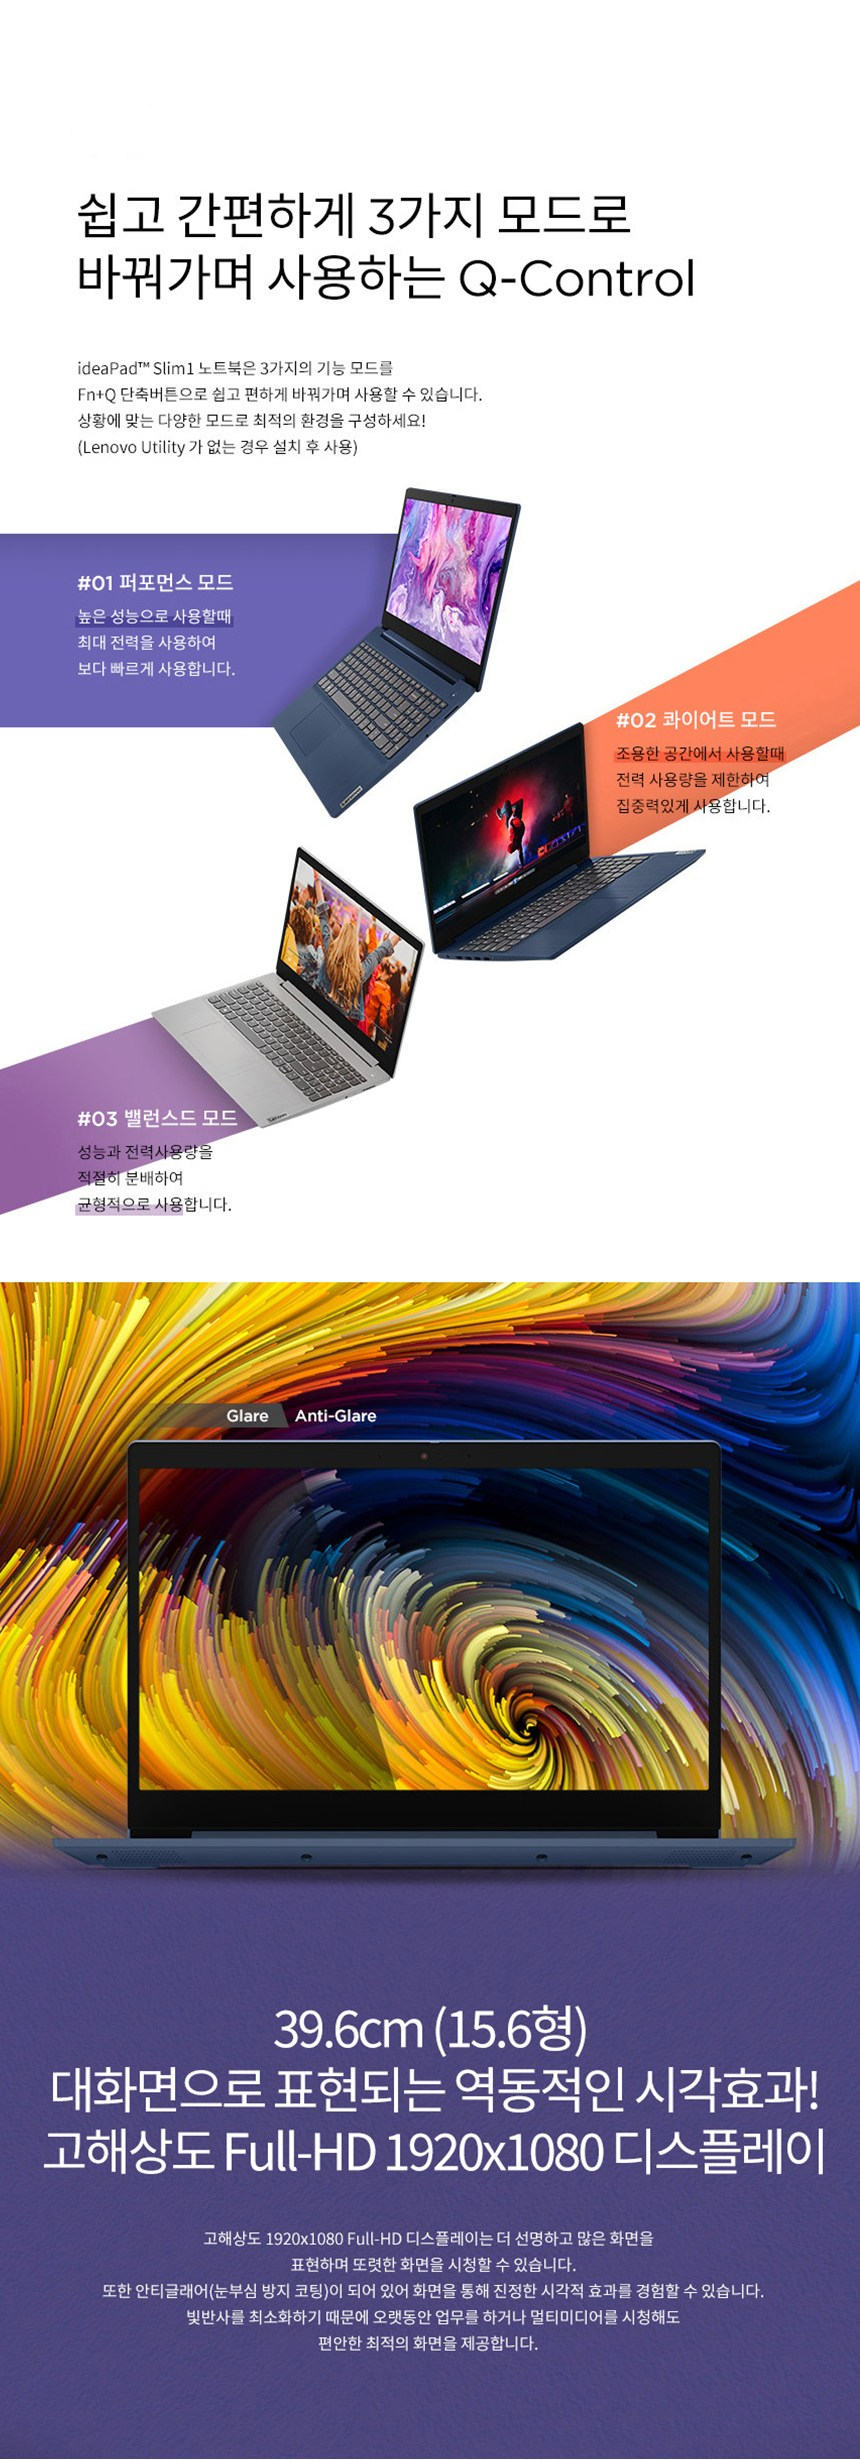 쉽고 간편하게 3가지 모드로
바꿔가며 사용하는 Q-Control
ideaPad™ Slim1 노트북은 3가지의 기능 모드를
Fn+Q 단축버튼으로 쉽고 편하게 바꿔가며 사용할 수 있습니다.
상황에 맞는 다양한 모드로 최적의 환경을 구성하세요!
(Lenovo Utility 가 없는 경우 설치 후 사용)
#01 퍼포먼스 모드
높은 성능으로 사용할때
최대 전력을 사용하여
보다 빠르게 사용합니다.
#02 콰이어트 모드
조용한 공간에서 사용할때
전력 사용량을 제한하여
집중력있게 사용합니다.
#03 밸런스드 모드
성능과 전력사용량을
적절히 분배하여
균형적으로 사용합니다.
Glare Anti-Glare
39.6cm (15.6형)
대화면으로 표현되는 역동적인 시각효과!
고해상도 Full-HD 1920x1080 디스플레이
고해상도 1920x1080 Full-HD 디스플레이는 더 선명하고 많은 화면을
표현하며 또렷한 화면을 시청할 수 있습니다.
또한 안티글래어(눈부심 방지 코팅)이 되어 있어 화면을 통해 진정한 시각적 효과를 경험할 수 있습니다.
빛반사를 최소화하기 때문에 오랫동안 업무를 하거나 멀티미디어를 시청해도
편안한 최적의 화면을 제공합니다.